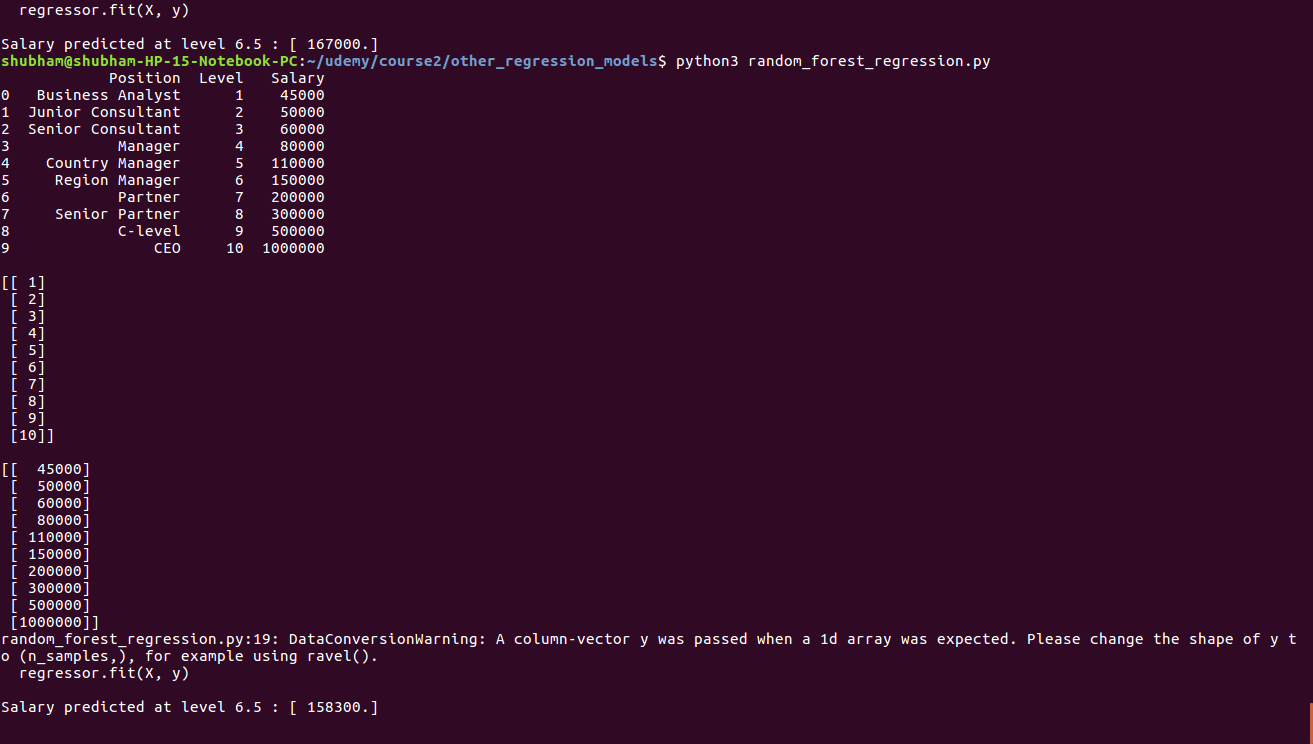 regressor.fit(X, y)

Salary predicted at level 6.5 : [ 167000.]
shubham@shubham-HP-15-Notebook-PC:~/udemy/course2/other_regression_models$ python3 random_forest_regression.py
            Position  Level   Salary
0   Business Analyst      1    45000
1  Junior Consultant      2    50000
2  Senior Consultant      3    60000
3            Manager      4    80000
4    Country Manager      5   110000
5     Region Manager      6   150000
6            Partner      7   200000
7     Senior Partner      8   300000
8            C-level      9   500000
9                CEO     10  1000000

[[ 1]
 [ 2]
 [ 3]
 [ 4]
 [ 5]
 [ 6]
 [ 7]
 [ 8]
 [ 9]
 [10]]

[[  45000]
 [  50000]
 [  60000]
 [  80000]
 [ 110000]
 [ 150000]
 [ 200000]
 [ 300000]
 [ 500000]
 [1000000]]
random_forest_regression.py:19: DataConversionWarning: A column-vector y was passed when a 1d array was expected. Please change the shape of y t
o (n_samples,), for example using ravel().
  regressor.fit(X, y)

Salary predicted at level 6.5 : [ 158300.]